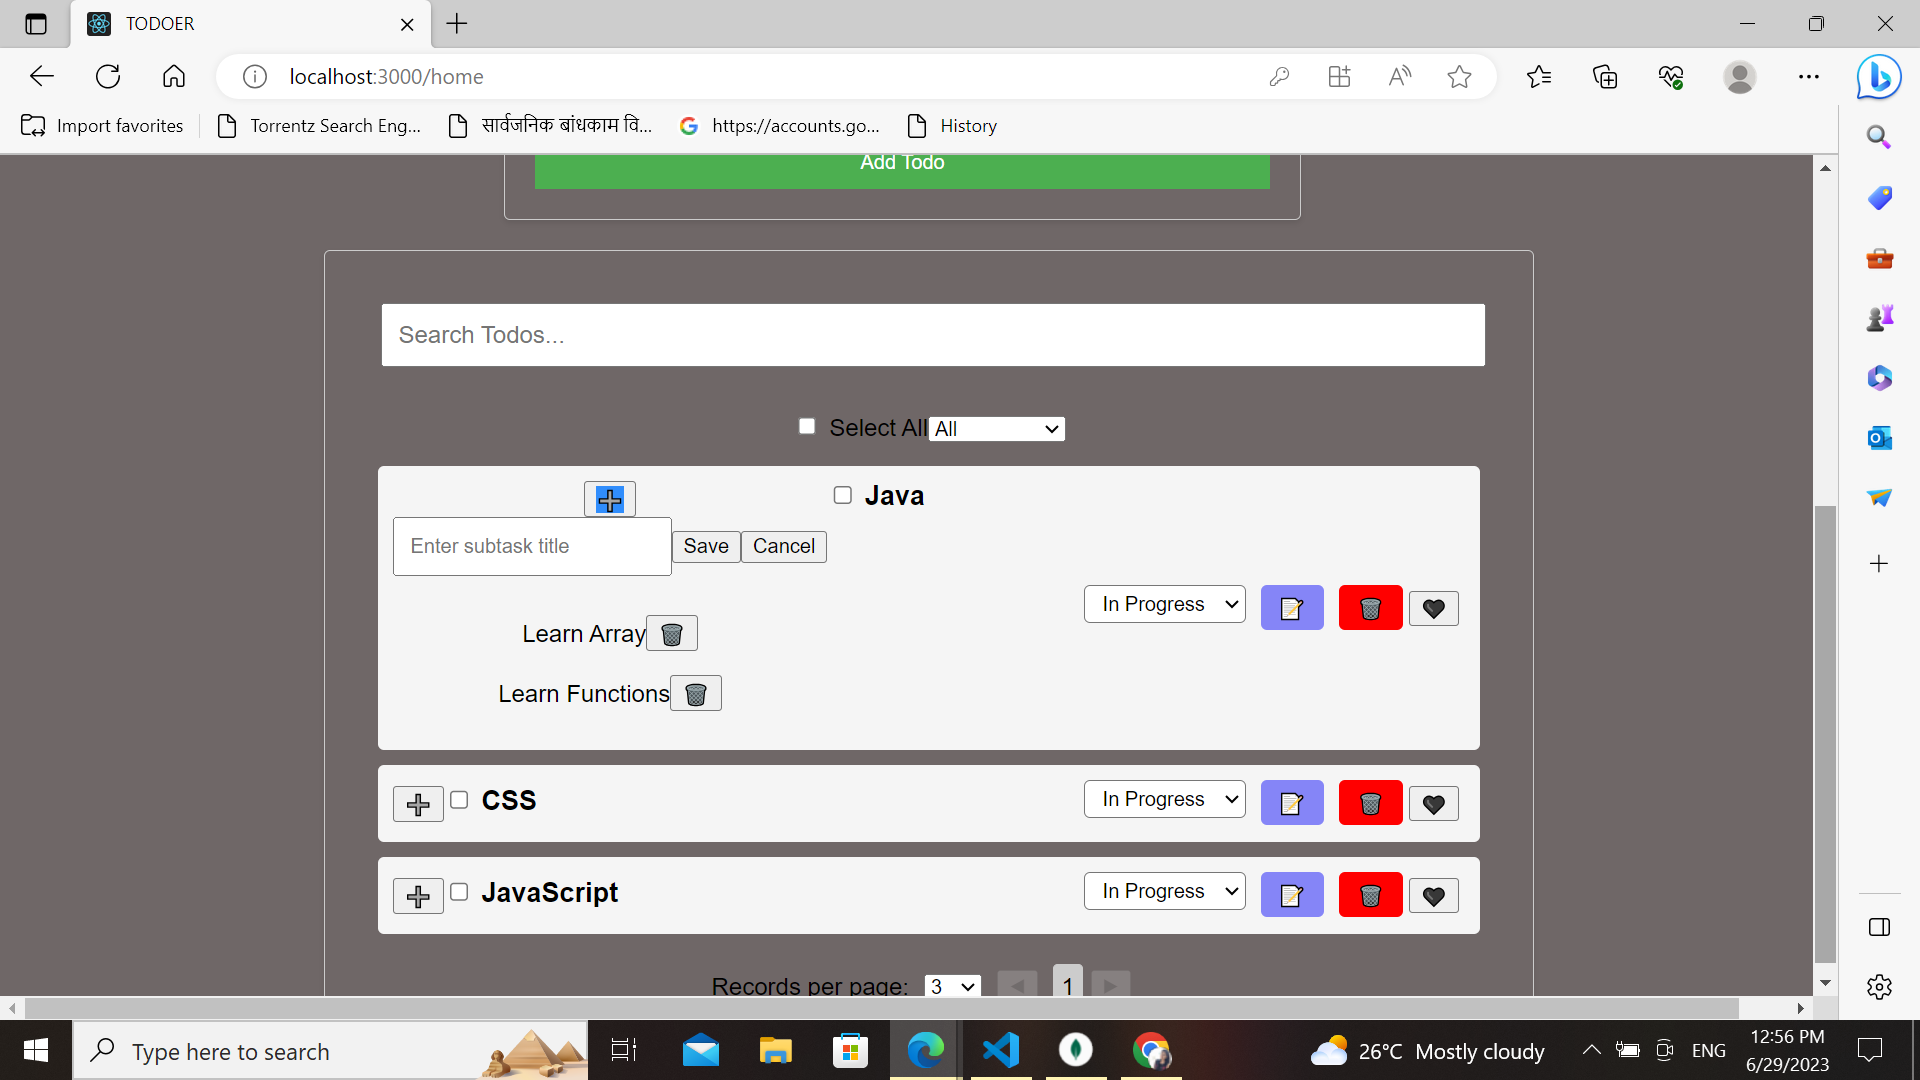 TODOER
localhost:3000/home
Import favorites
Torrentz Search Eng...
सार्वजनिक बांधकाम वि...
https://accounts.go...
History
Add Todo
Search Todos...
Select All
All
Java
Enter subtask title
Save
Cancel
In Progress
Learn Array
Learn Functions
CSS
In Progress
JavaScript
In Progress
Records per page:
3
1
Type here to search
26°C Mostly cloudy
ENG
12:56 PM
6/29/2023